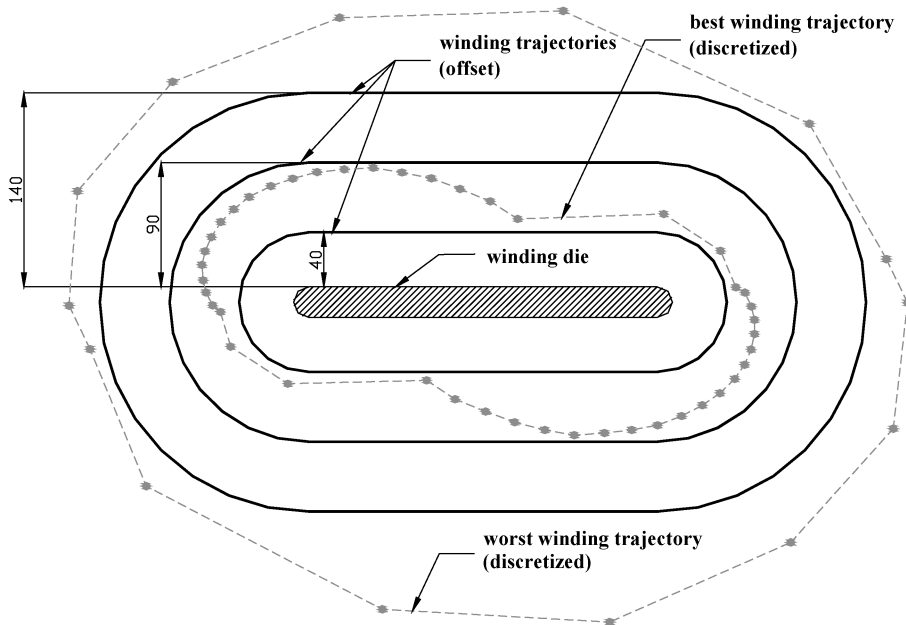 winding trajectories
(offset)
best winding trajectory
(discretized)
140
90
40
winding die
worst winding trajectory
(discretized)